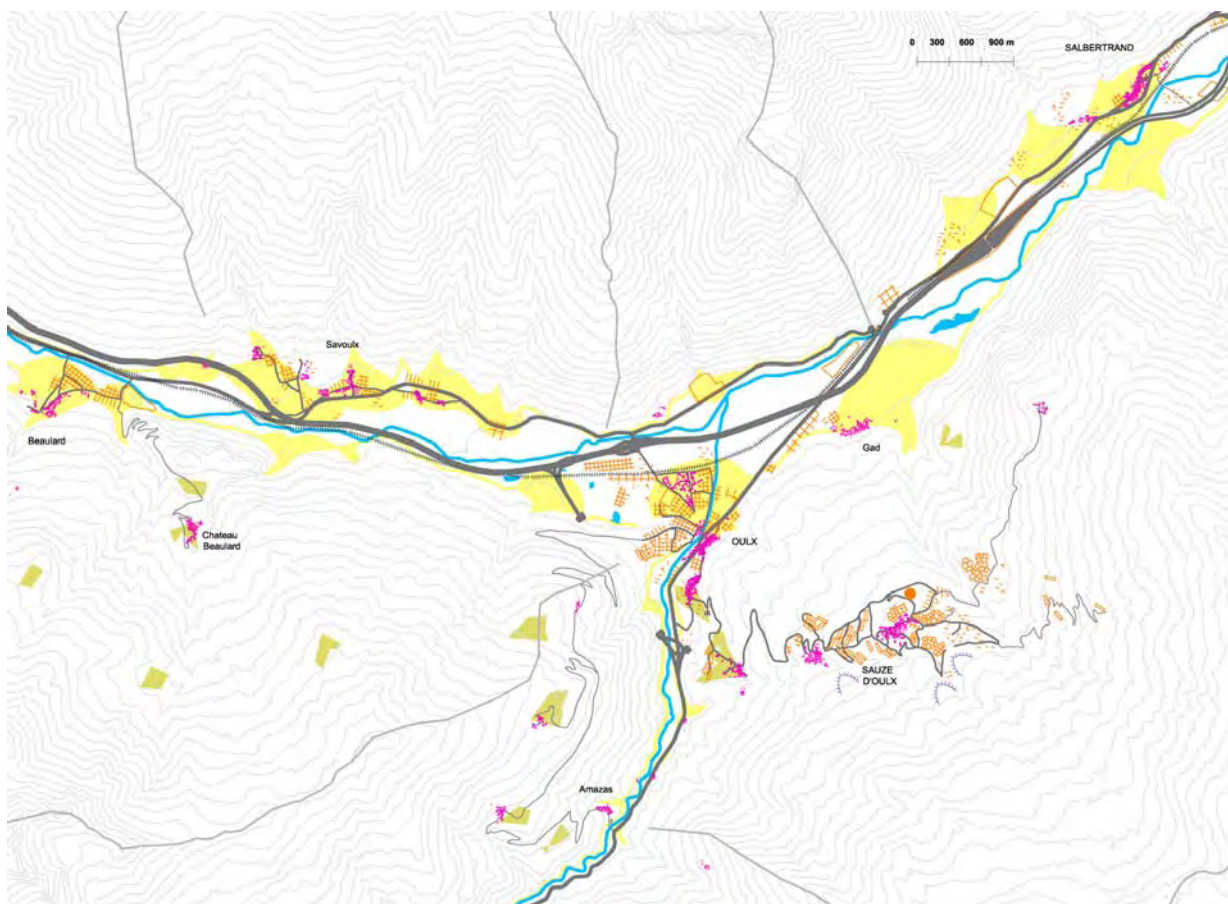 0 300 600 900 m
SALBERTRAND
Savoulx
Beaulard
Gad
Chateau
Beaulard
OULX
SAUZE
D'OULX
Amazas